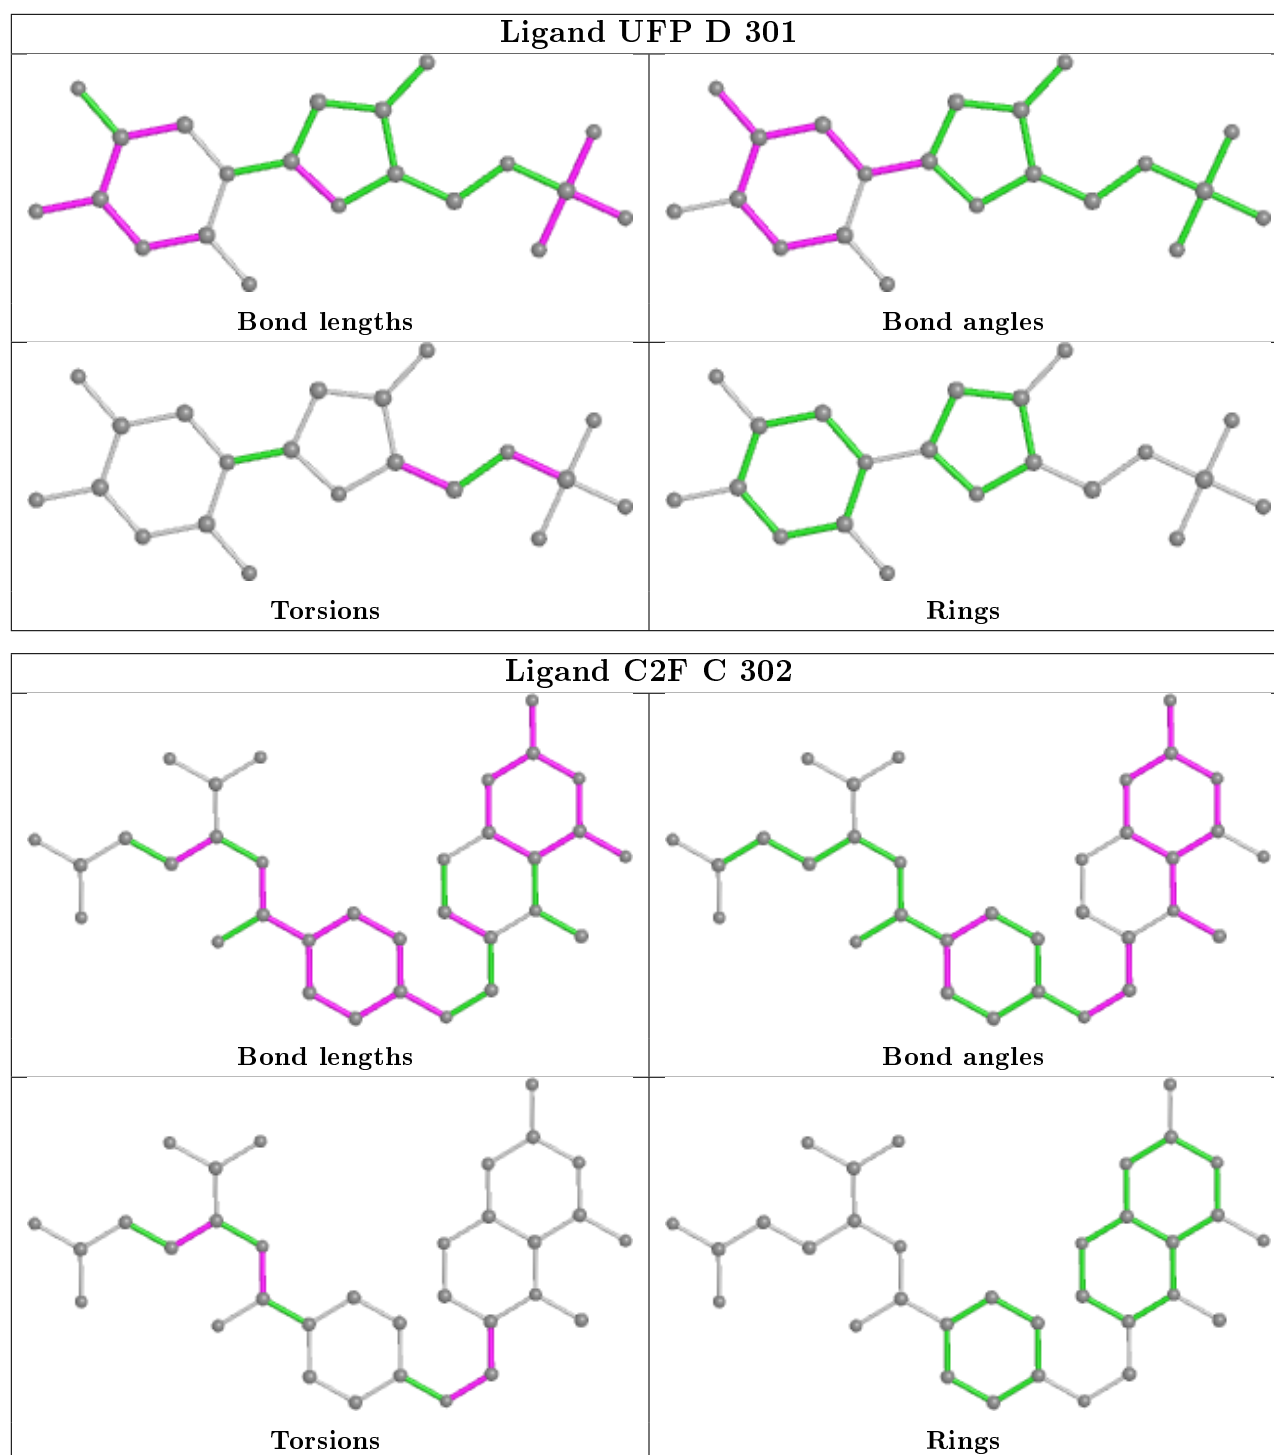 Ligand UFP D 301
Bond lengths
Bond angles
Torsions
Rings
Ligand C2F C 302
Bond lengths
Bond angles
Torsions
Rings